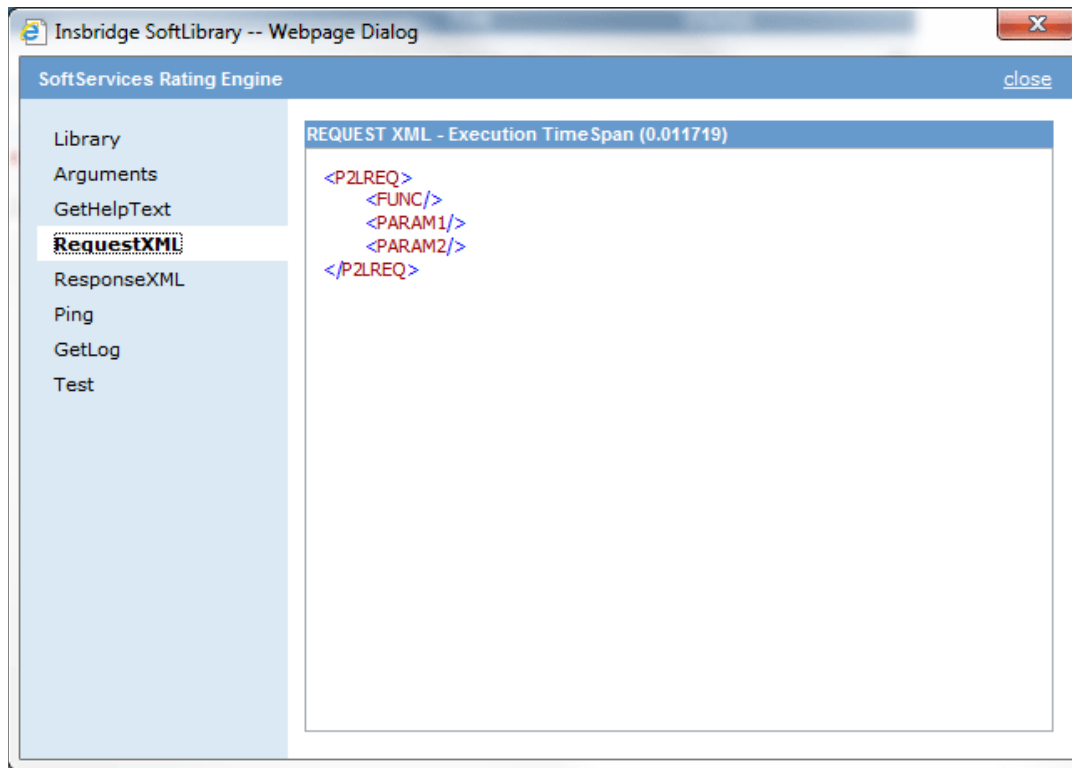 Insbridge SoftLibrary -- Webpage Dialog
X
SoftServices Rating Engine
close
Library
Arguments
GetHelpText
RequestXML
ResponseXML
Ping
GetLog
Test
REQUEST XML - Execution TimeSpan (0.011719)
<P2LREQ>
<FUNC/>
<PARAM1/>
<PARAM2/>
</P2LREQ>